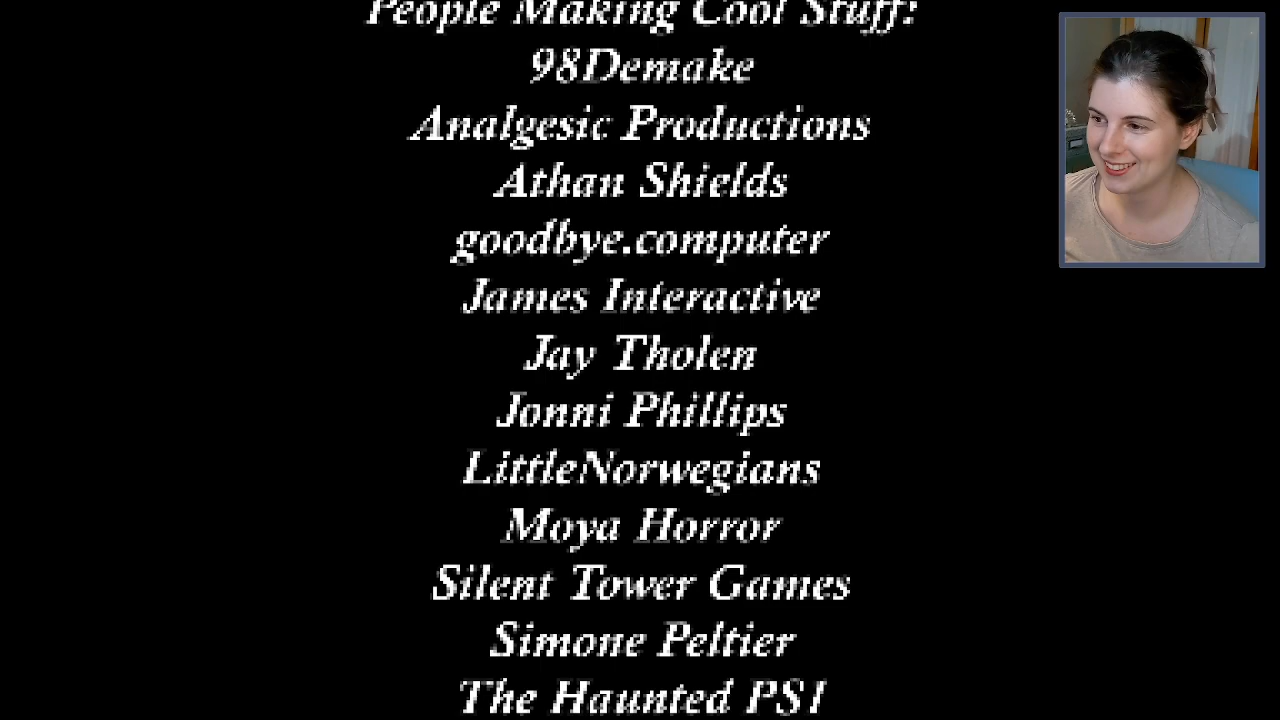 People Making Cool Stuff:
98Demake
Analgesic Productions
Athan Shields
goodbye.computer
James Interactive
Jay Tholen
Jonni Phillips
LittleNorwegians
Moya Horror
Silent Tower Games
Simone Peltier
The Haunted PS1